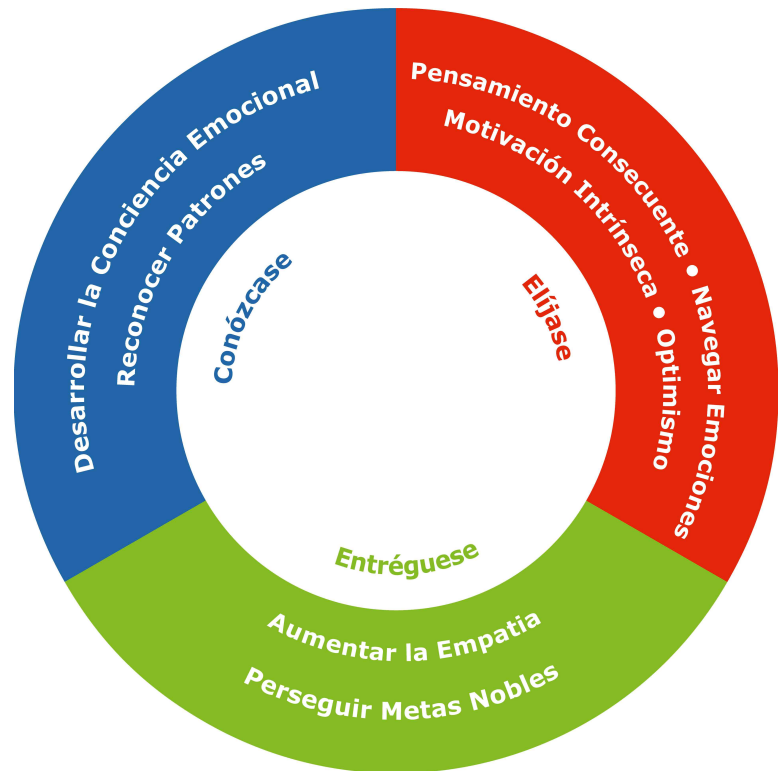 Desarrollar la Conciencia Emocional
Reconocer Patrones
Conózcase
Pensamiento Consecuente ● Navegar Emociones
Motivación Intrínseca ● Optimismo
Elíjase
Entréguese
Aumentar la Empatia
Perseguir Metas Nobles